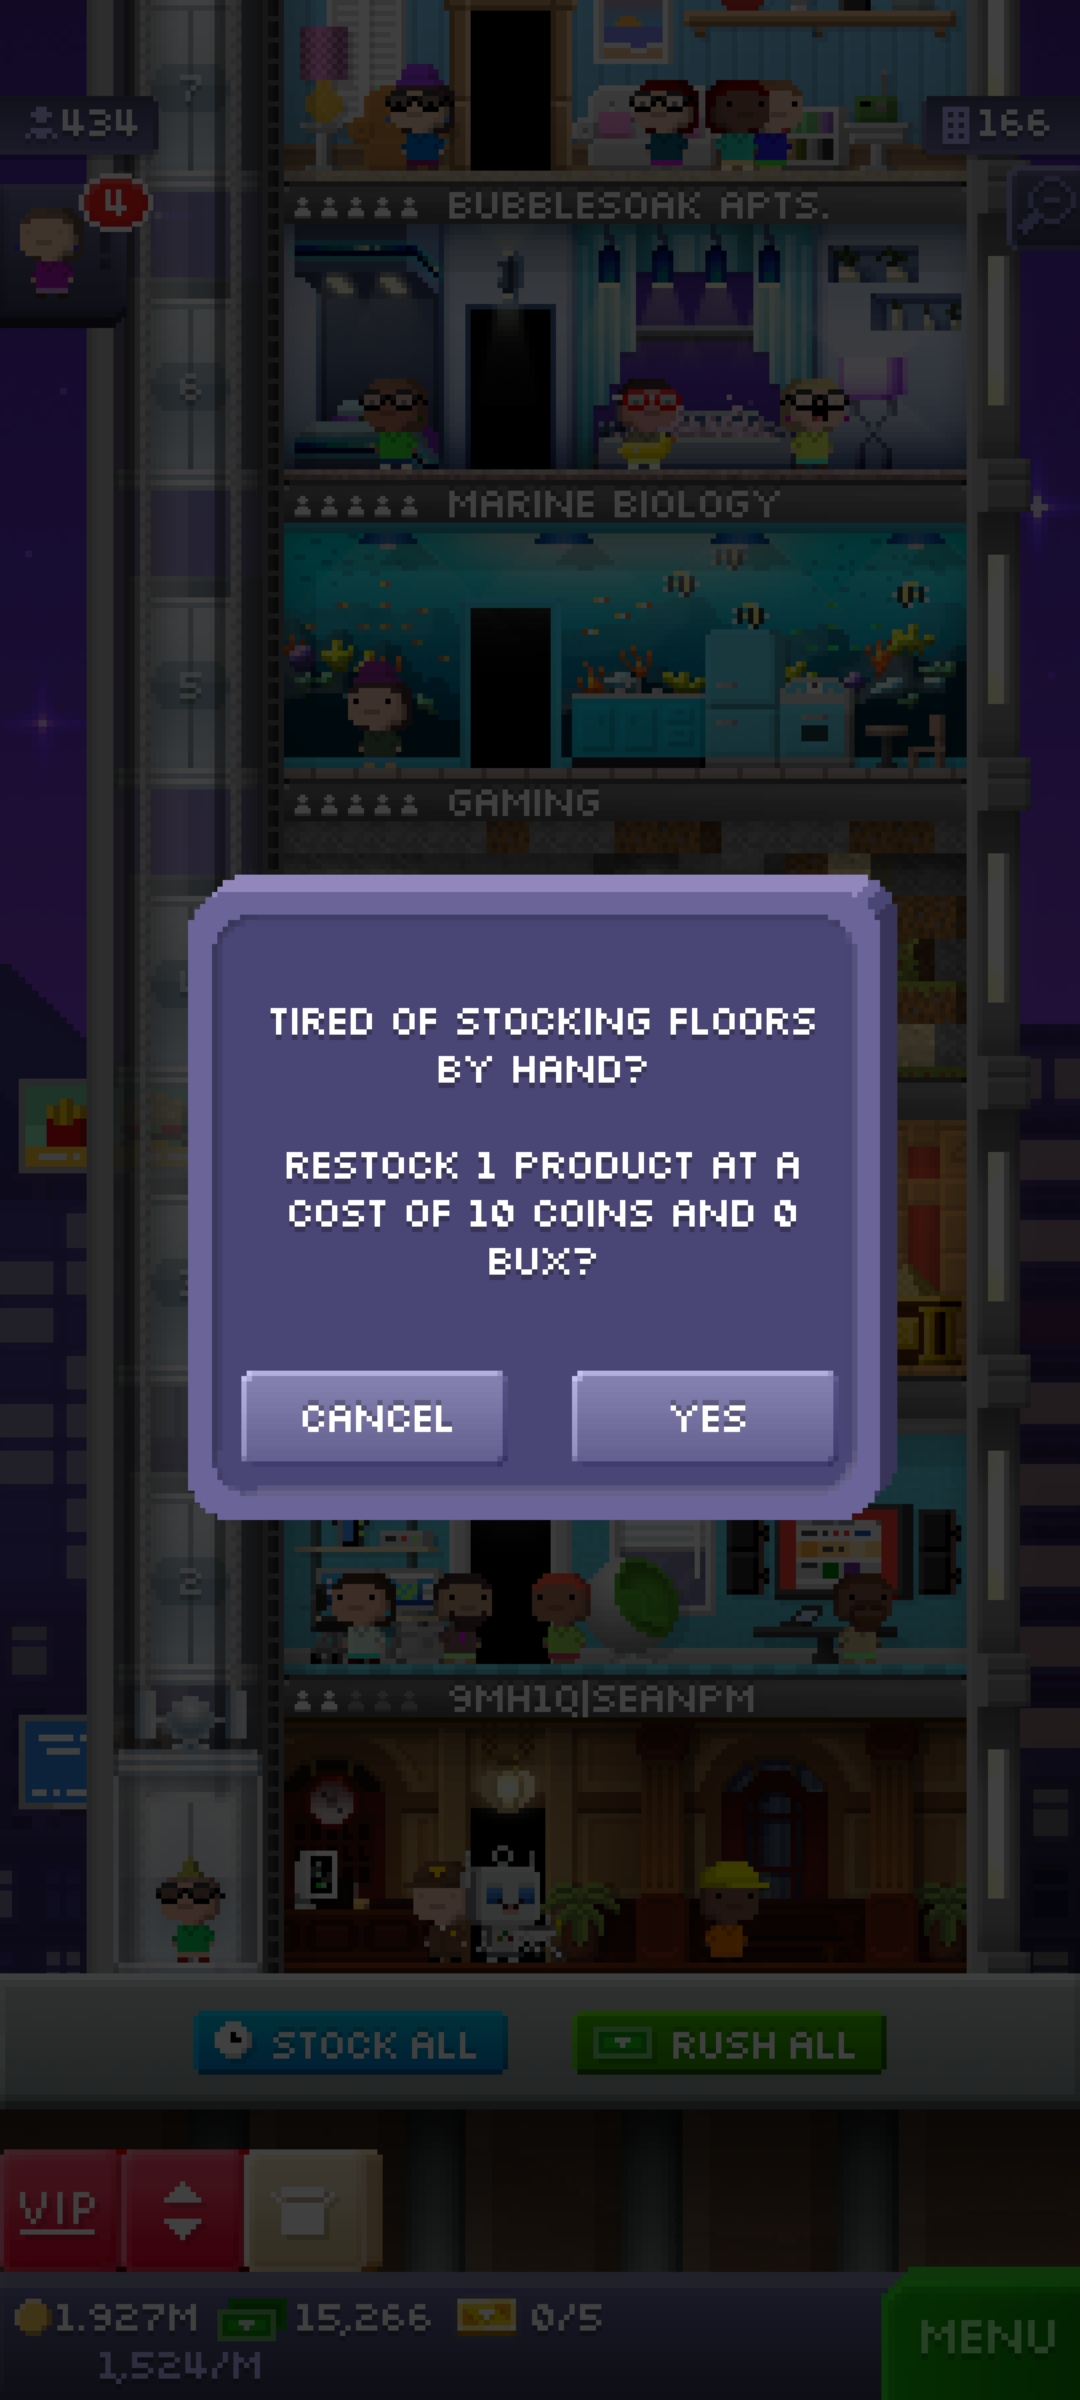 7
434
166
4
BUBBLESOAK APTS.
6
MARINE BIOLOGY
5
GAMING
TIRED OF STOCKING FLOORS
BY HAND?
RESTOCK 1 PRODUCT AT A
COST OF 10 COINS AND 0
BUX?
CANCEL
YES
2
9MH1Q|SEANPM
STOCK ALL
RUSH ALL
VIP
1.927M
15,266
0/5
MENU
1,524/M